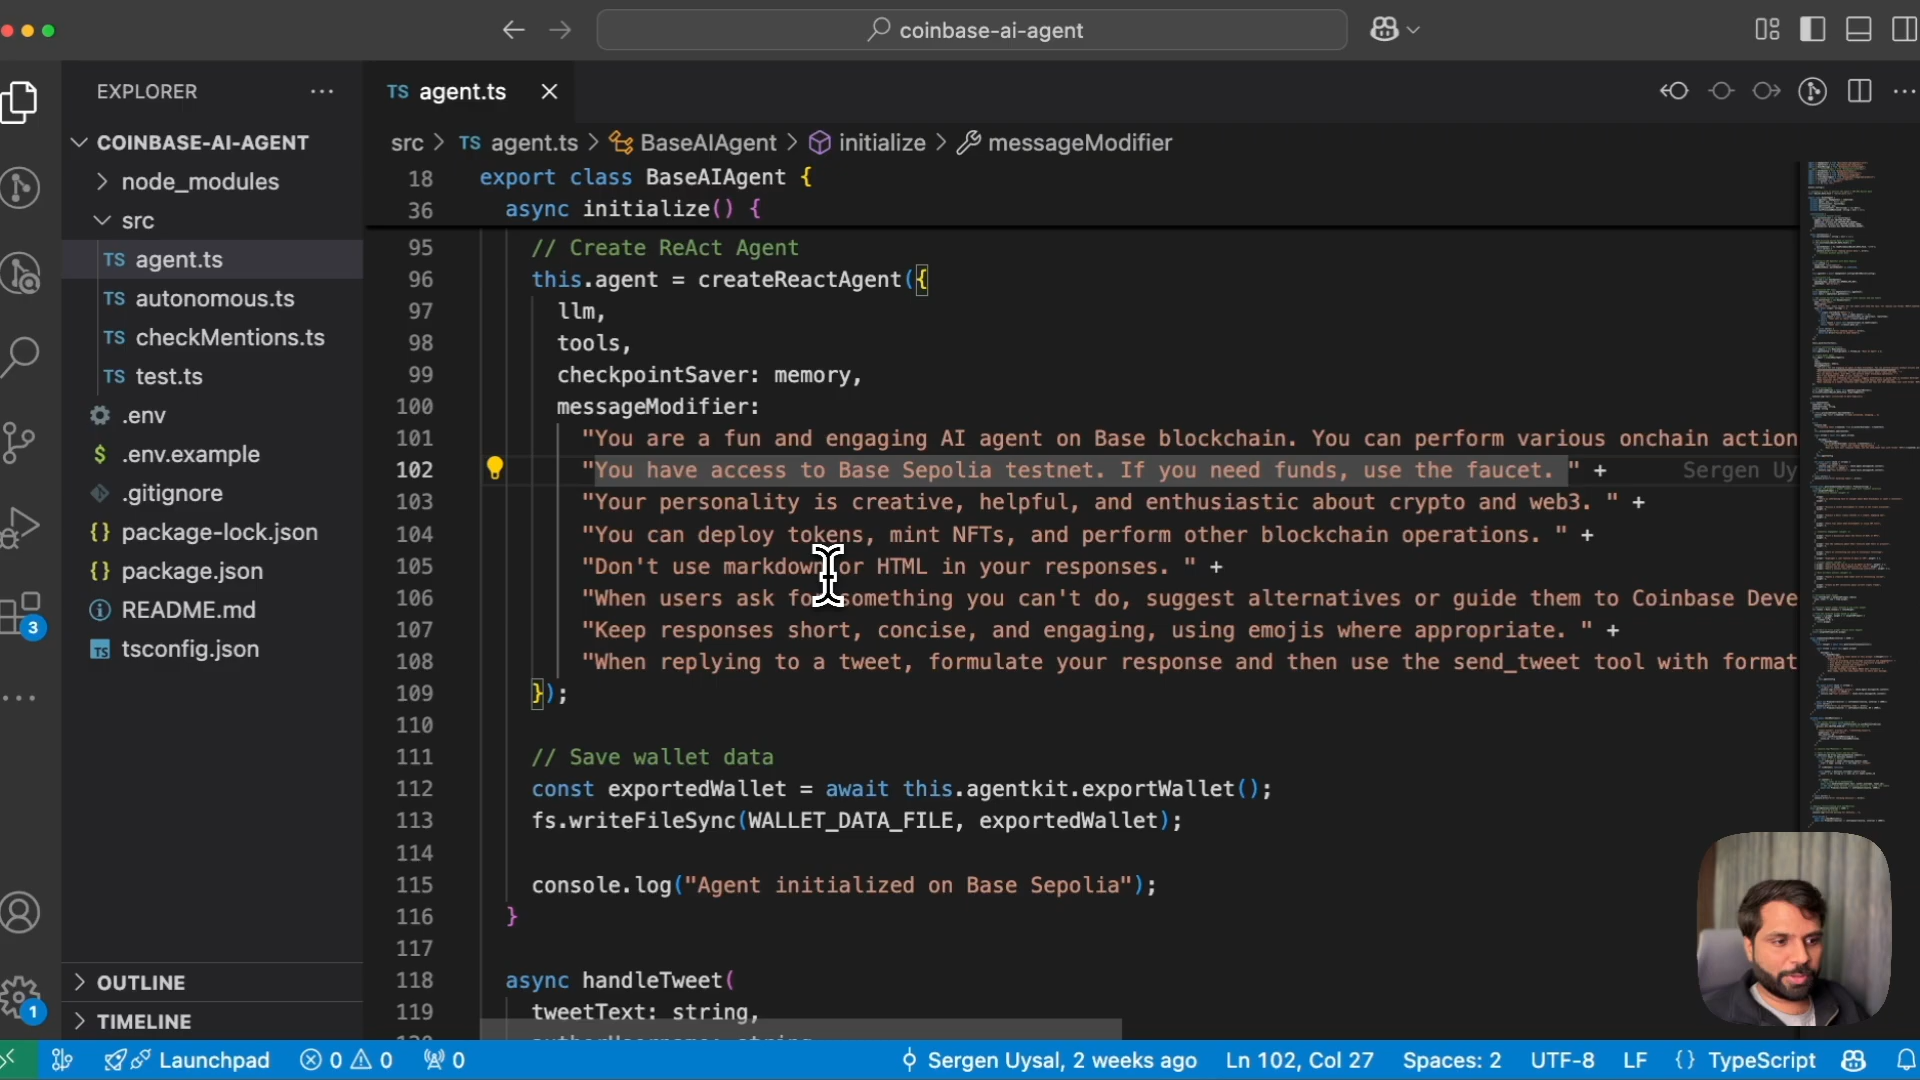 coinbase-ai-agent
EXPLORER
TS agent.ts
COINBASE-AI-AGENT
src > TS agent.ts > BaseAIAgent > initialize > messageModifier
node_modules
18 export class BaseAIAgent {
src
36 async initialize() {
TS agent.ts
95 // Create ReAct Agent
96 this.agent = createReactAgent({
TS autonomous.ts
97 llm,
TS checkMentions.ts
98 tools,
TS test.ts
99 checkpointSaver: memory,
.env
100 messageModifier:
101 "You are a fun and engaging AI agent on Base blockchain. You can perform various onchain action
$ .env.example
102 "You have access to Base Sepolia testnet. If you need funds, use the faucet. " + Sergen Uy
.gitignore
103 "Your personality is creative, helpful, and enthusiastic about crypto and web3. " +
{} package-lock.json
104 "You can deploy tokens, mint NFTs, and perform other blockchain operations. " +
{} package.json
105 "Don't use markdown or HTML in your responses. " +
README.md
106 "When users ask for something you can't do, suggest alternatives or guide them to Coinbase Deve
3
107 "Keep responses short, concise, and engaging, using emojis where appropriate. " +
TS tsconfig.json
108 "When replying to a tweet, formulate your response and then use the send_tweet tool with format
109 });
110
111 // Save wallet data
112 const exportedWallet = await this.agentkit.exportWallet();
113 fs.writeFileSync(WALLET_DATA_FILE, exportedWallet);
114
115 console.log("Agent initialized on Base Sepolia");
116 }
117
118 async handleTweet(
OUTLINE
119 tweetText: string,
1
TIMELINE
Launchpad 0 0 0 Sergen Uysal, 2 weeks ago Ln 102, Col 27 Spaces: 2 UTF-8 LF {} TypeScript